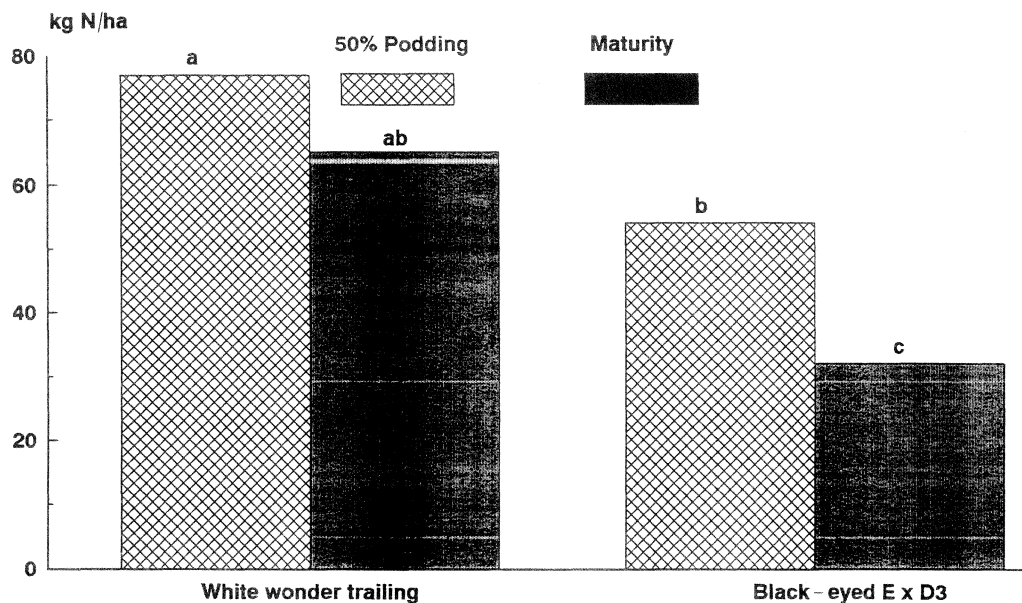 kg N/ha
50% Podding Maturity
80
a
ab
60
b
40
c
20
0
White wonder trailing Black-eyed E x D3